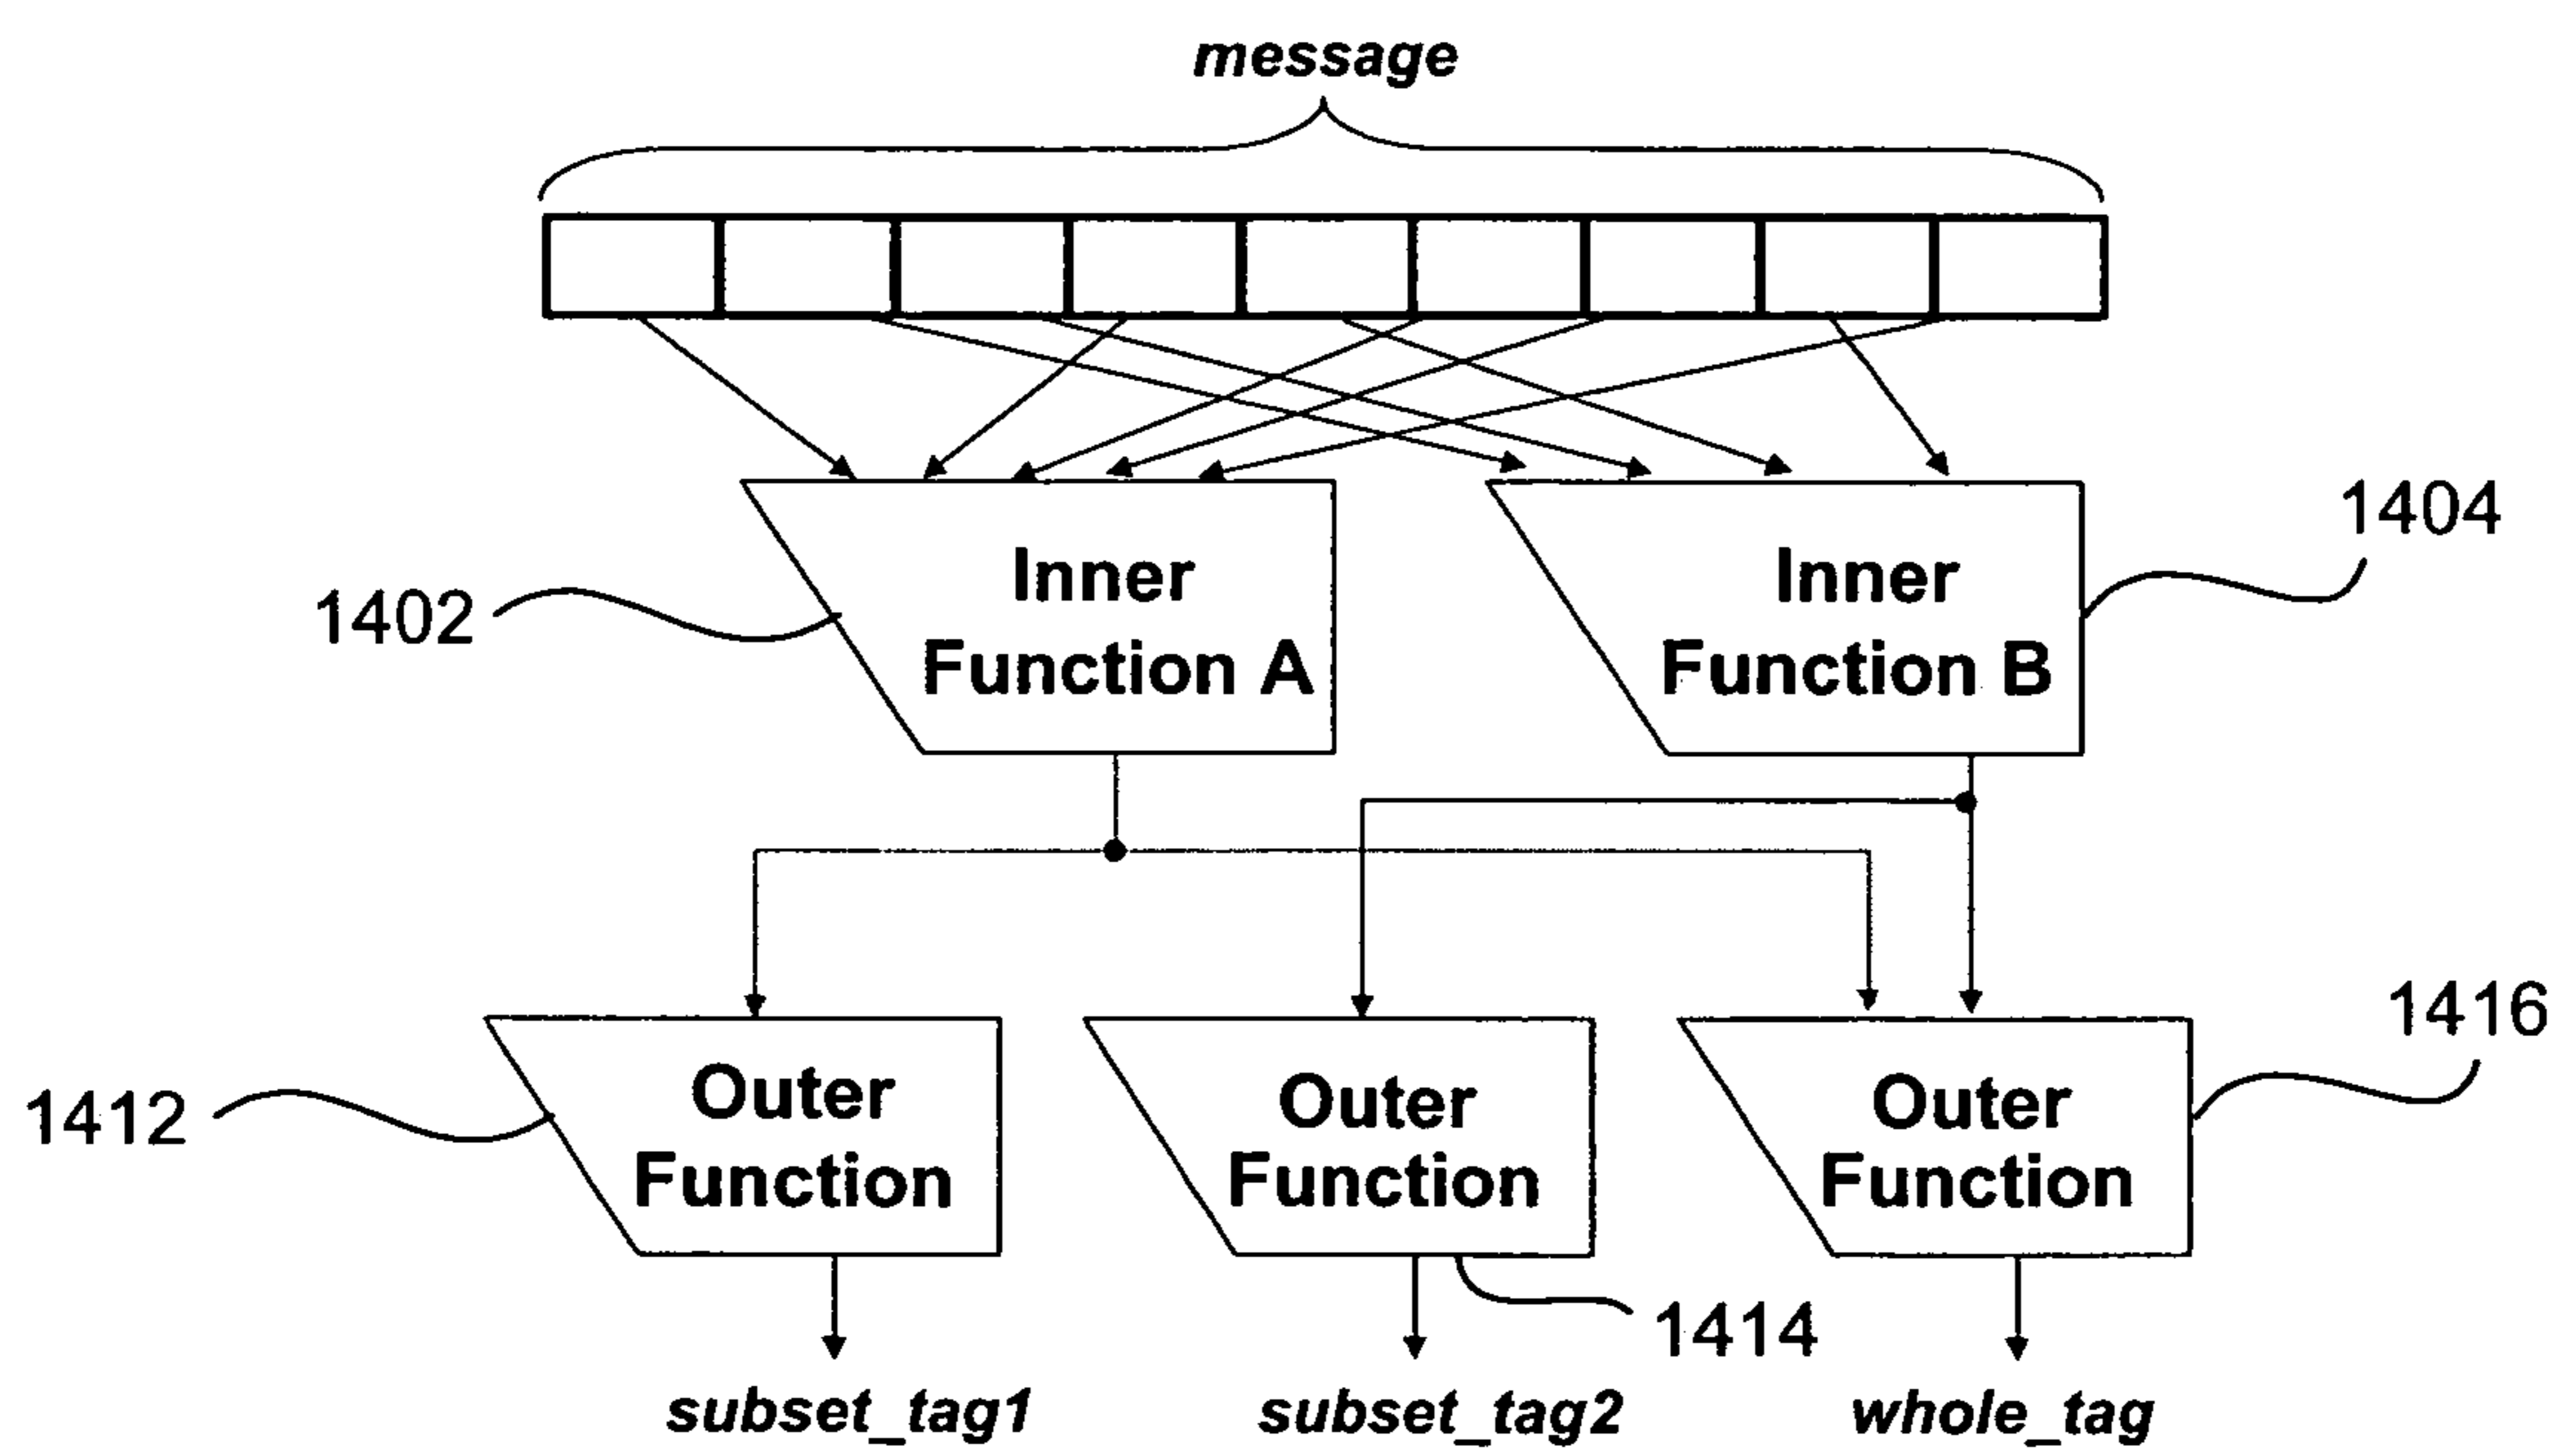 message
1404
1402
Inner
Function A
Inner
Function B
1416
1412
Outer
Function
Outer
Function
Outer
Function
1414
subset_tag1
subset_tag2
whole_tag